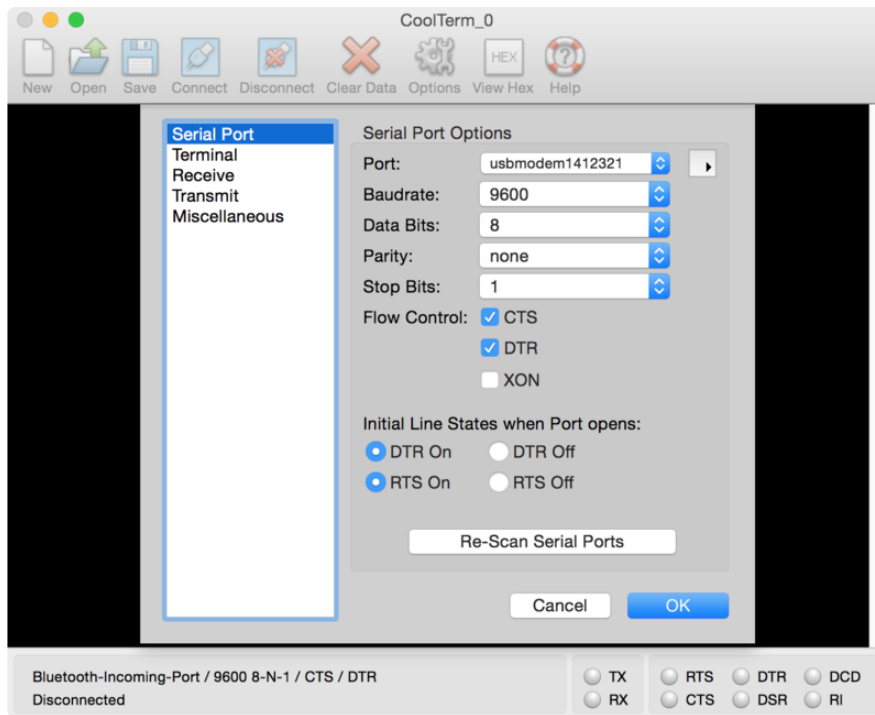 CoolTerm_0
New Open Save Connect Disconnect Clear Data Options View Hex Help
HEX
Serial Port
Terminal
Receive
Transmit
Miscellaneous
Serial Port Options
Port: usbmodem1412321
Baudrate: 9600
Data Bits: 8
Parity: none
Stop Bits: 1
Flow Control: CTS
DTR
XON
Initial Line States when Port opens:
DTR On DTR Off
RTS On RTS Off
Re-Scan Serial Ports
Cancel OK
Bluetooth-Incoming-Port / 9600 8-N-1 / CTS / DTR
Disconnected
TX RTS DTR DCD
RX CTS DSR RI